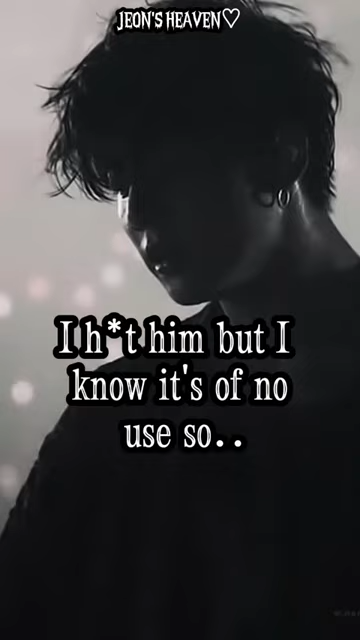 JEON'S HEAVEN♡
I h*t him but I
know it's of no
use so..